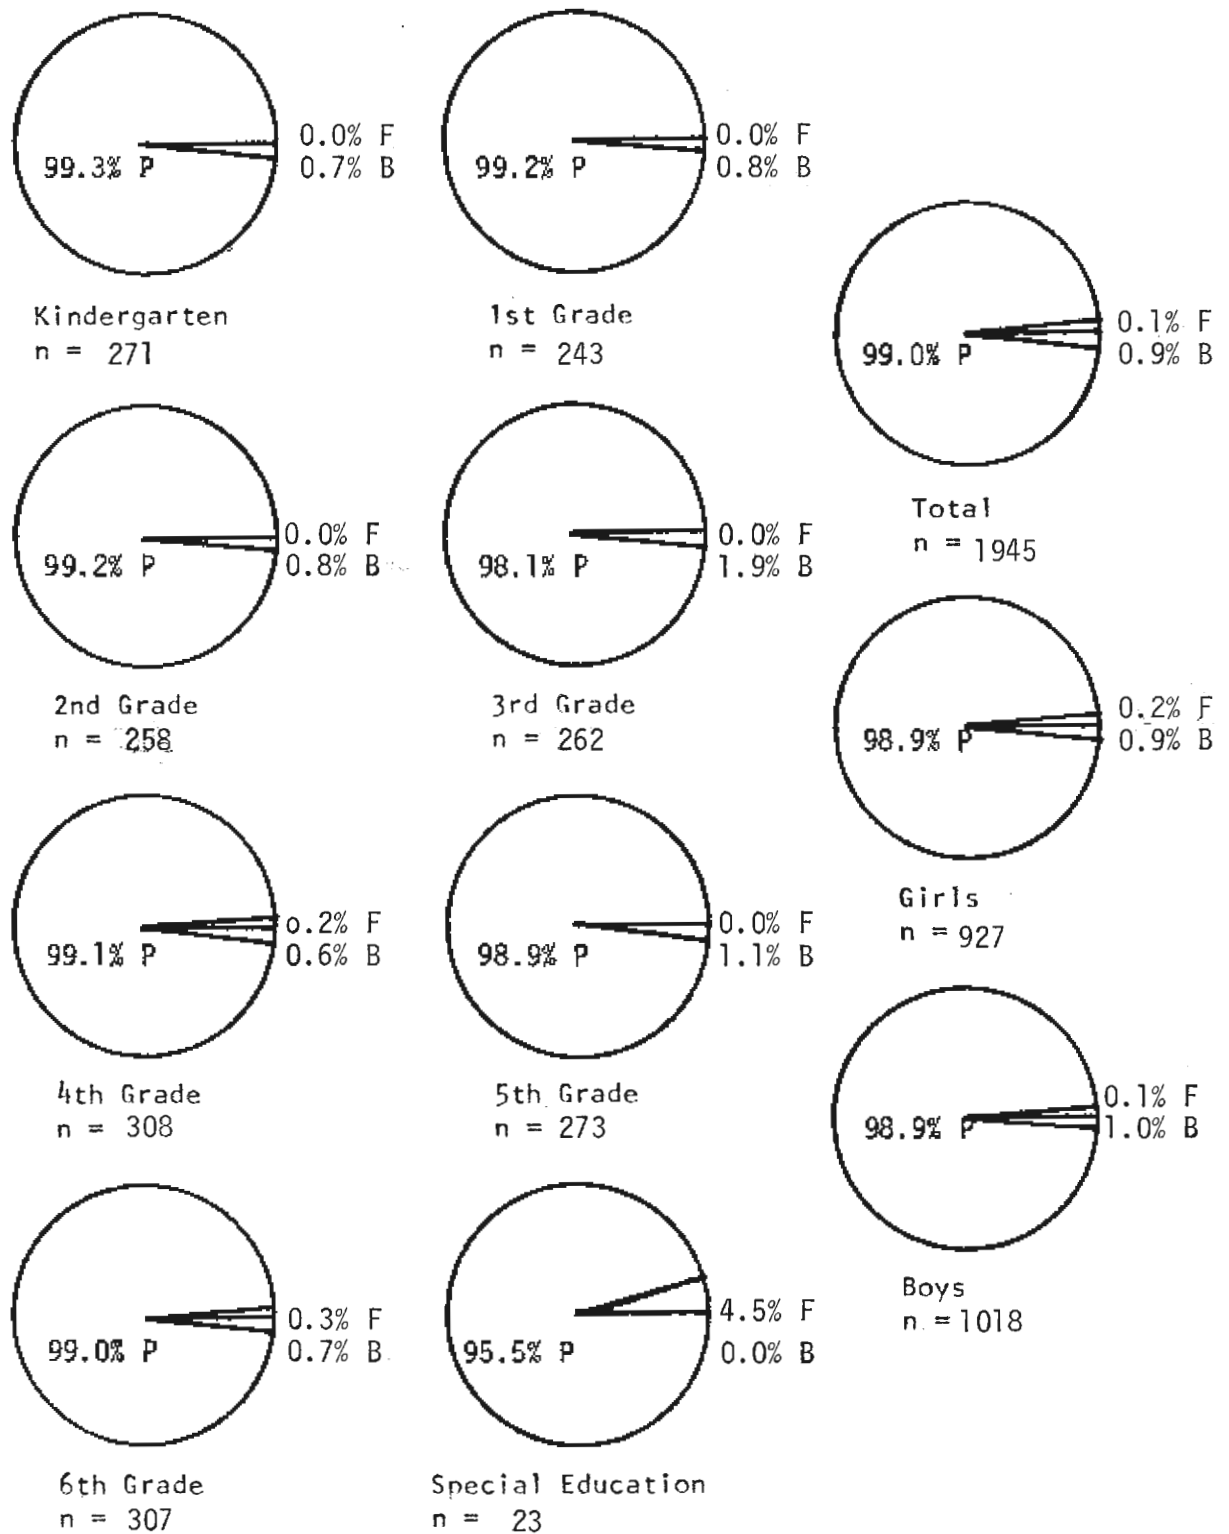 99.3% P
0.0% F
0.7% B
Kindergarten
n = 271
99.2% P
0.0% F
0.8% B
1st Grade
n = 243
99.2% P
0.0% F
0.8% B
2nd Grade
n = 258
98.1% P
0.0% F
1.9% B
3rd Grade
n = 262
99.1% P
0.2% F
0.6% B
4th Grade
n = 308
98.9% P
0.0% F
1.1% B
5th Grade
n = 273
99.0% P
0.3% F
0.7% B
6th Grade
n = 307
95.5% P
4.5% F
0.0% B
Special Education
n = 23
99.0% P
0.1% F
0.9% B
Total
n = 1945
98.9% P
0.2% F
0.9% B
Girls
n = 927
98.9% P
0.1% F
1.0% B
Boys
n = 1018